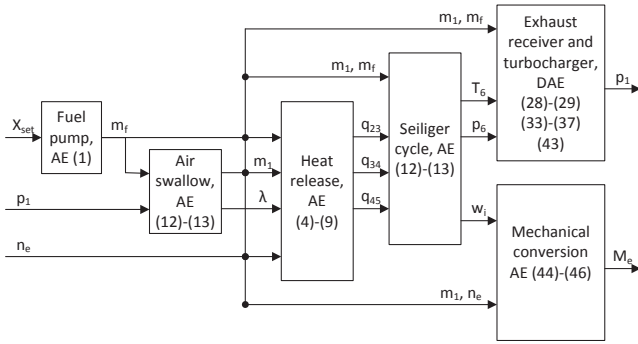 m1, mf
Exhaust
receiver and
turbocharger,
DAE
(28)-(29)
(33)-(37)
(43)
p1
m1, mf
T6
p6
Xset
Fuel
pump,
AE (1)
mf
q23
q34
q45
Seiliger
cycle, AE
(12)-(13)
Air
swallow,
AE
(12)-(13)
m1
λ
Heat
release,
AE
(4)-(9)
p1
wi
ne
Mechanical
conversion
AE (44)-(46)
Me
m1, ne